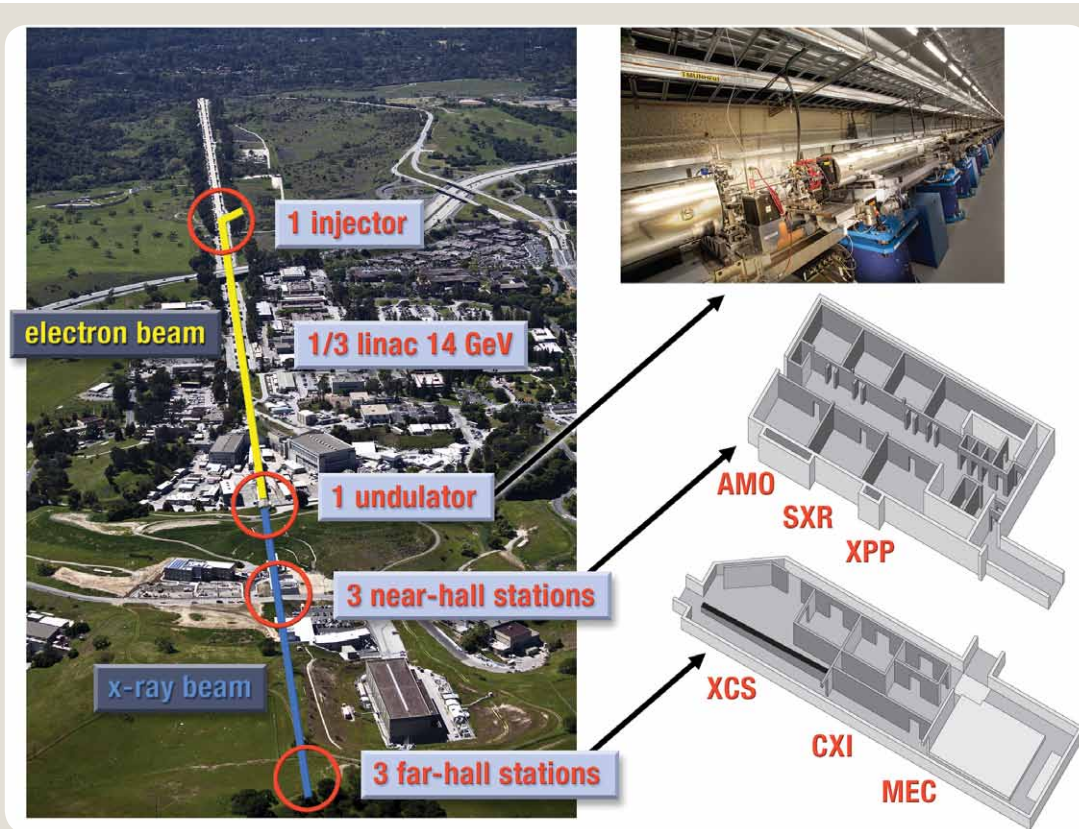 1 injector
electron beam
1/3 linac 14 GeV
1 undulator
3 near-hall stations
x-ray beam
3 far-hall stations
AMO
SXR
XPP
XCS
CXI
MEC